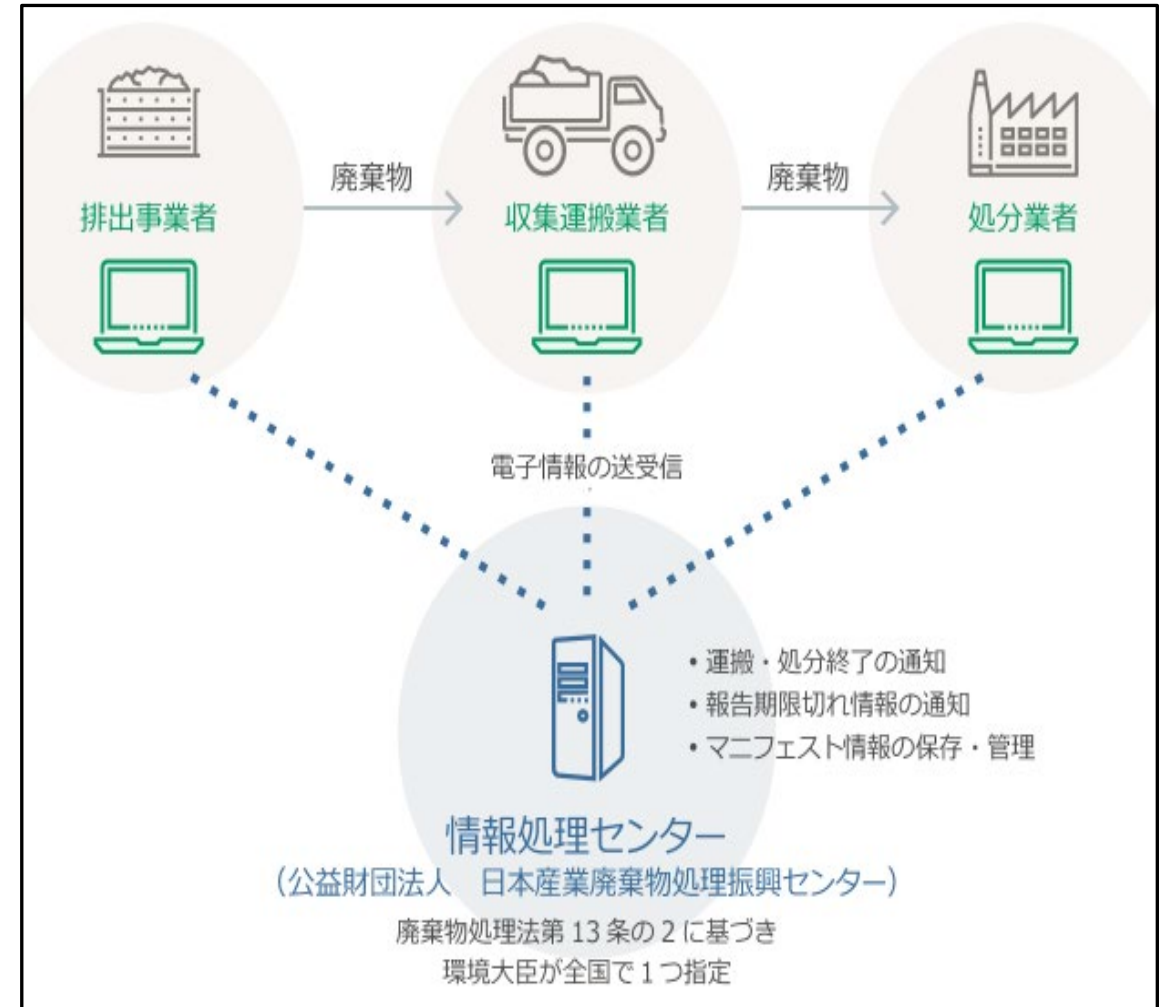 廃棄物
廃棄物
排出事業者
収集運搬業者
処分業者
電子情報の送受信
• 運搬・処分終了の通知
• 報告期限切れ情報の通知
• マニフェスト情報の保存・管理
情報処理センター
（公益財団法人　日本産業廃棄物処理振興センター）
廃棄物処理法第 13 条の 2 に基づき
環境大臣が全国で 1 つ指定